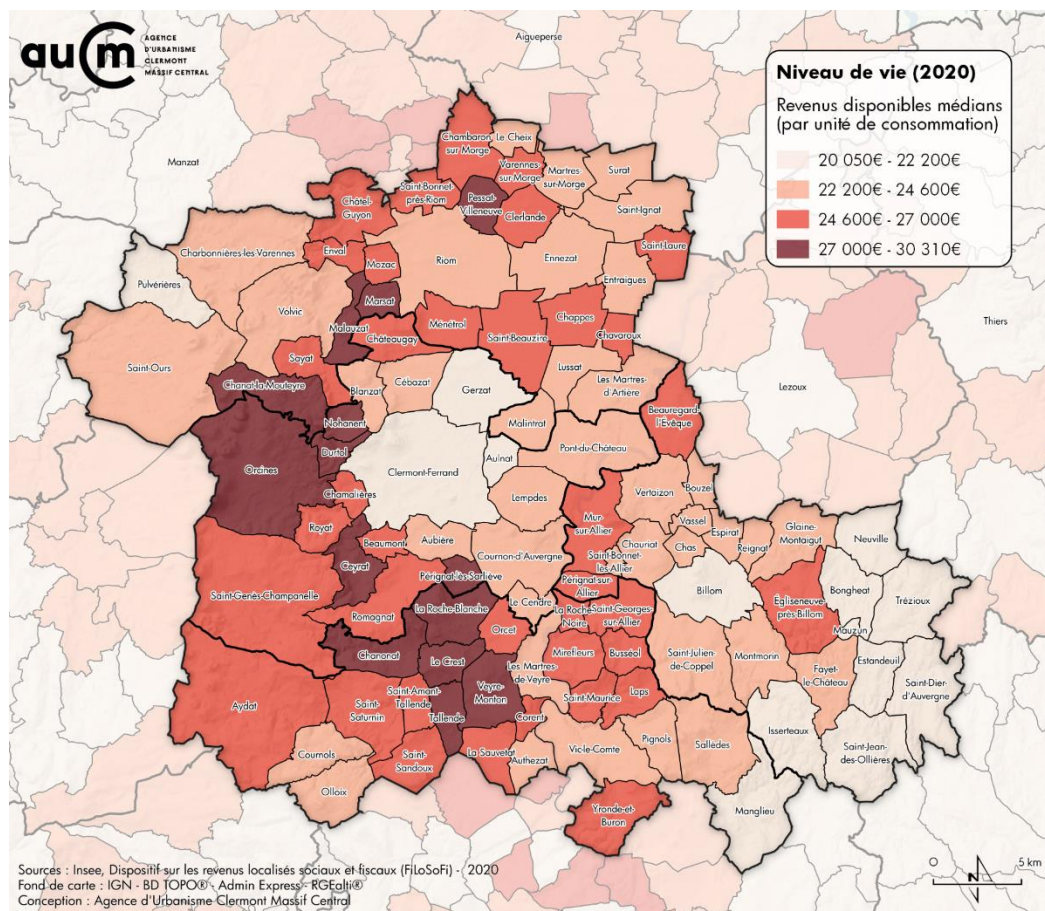 auCm
AGENCE
D'URBANISME
CLERMONT
MASSIF CENTRAL
Niveau de vie (2020)
Revenus disponibles médians
(par unité de consommation)
20 050€ - 22 200€
22 200€ - 24 600€
24 600€ - 27 000€
27 000€ - 30 310€
Aigueperse
Manzat
Thiers
Lezoux
Chambaron
sur Morge
Le Cheix
Varennes-
sur-Morge
Martres-
sur-Morge
Surat
Saint-Bonnet-
près-Riom
Pessat-
Villeneuve
Clerlande
Saint-Ignat
Châtel-
Guyon
Saint-Laure
Charbonnières-les-Varennes
Enval
Mozac
Riom
Ennezat
Entraigues
Pulvérières
Volvic
Marsat
Malauzat
Ménétrol
Chappes
Châteaugay
Saint-Beauzire
Chavaroux
Saint-Ours
Sayat
Lussat
Chanat-la-Mouteyre
Blanzat
Cébazat
Gerzat
Les Martres-
d'Artière
Nohanent
Malintrat
Beauregard-
l'Évêque
Durtol
Orcines
Clermont-Ferrand
Aulnat
Pont-du-Château
Chamalières
Lempdes
Vertaizon
Bouzel
Royat
Mur-
sur-Allier
Vassel
Espirat
Glaine-
Montaigut
Neuville
Beaumont
Aubière
Chauriat
Chas
Reignat
Ceyrat
Cournon-d'Auvergne
Saint-Bonnet-
lès-Allier
Billom
Bongheat
Trézioux
Saint-Genès-Champanelle
Pérignat-lès-Sarliève
Pérignat-sur-
Allier
Égliseneuve-
près-Billom
Romagnat
La Roche-Blanche
Le Cendre
La Roche-
Noire
Saint-Georges-
sur-Allier
Mauzun
Orcet
Chanonat
Le Crest
Mirefleurs
Busséol
Saint-Julien-
de-Coppel
Montmorin
Estandeuil
Les Martres-
de-Veyre
Fayet-
le-Château
Saint-Dier-
d'Auvergne
Aydat
Saint-
Saturnin
Saint-Amant-
Tallende
Veyre-
Monton
Saint-Maurice
Laps
Tallende
Corent
Isserteaux
Cournols
Saint-
Sandoux
La Sauvetat
Authezat
Vic-le-Comte
Pignols
Sallèdes
Saint-Jean-
des-Ollières
Olloix
Yronde-et-
Buron
Manglieu
Sources : Insee, Dispositif sur les revenus localisés sociaux et fiscaux (FiLoSoFi) - 2020
Fond de carte : IGN - BD TOPO® - Admin Express - RGEalti®
Conception : Agence d'Urbanisme Clermont Massif Central
0
N
5 km